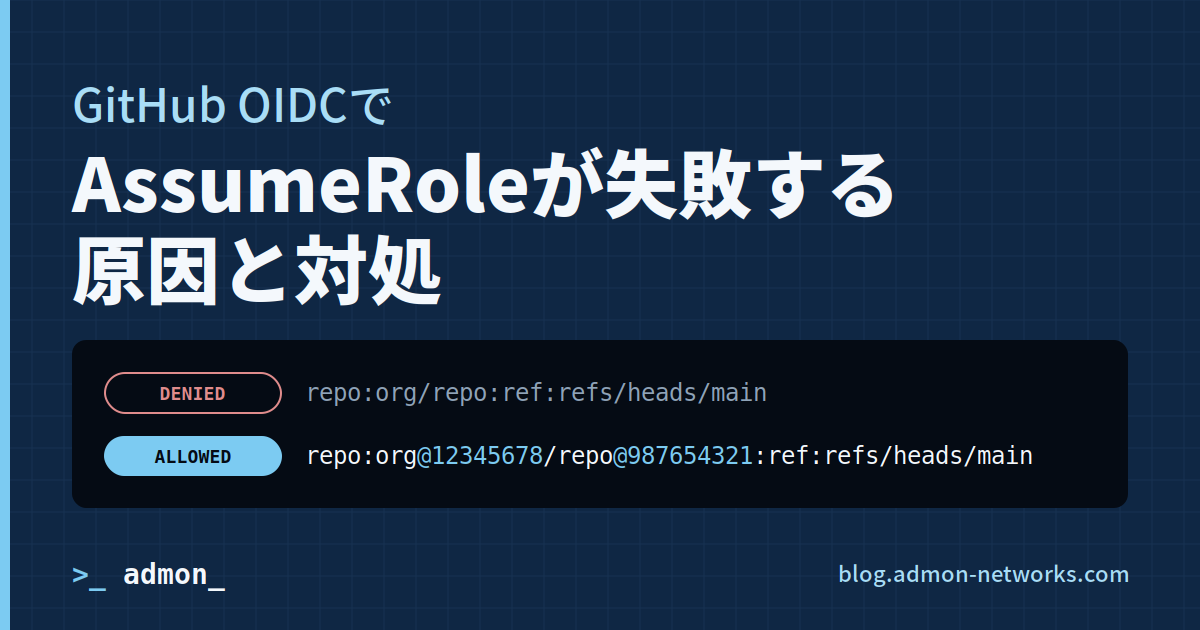 GitHub OIDCで
AssumeRoleが失敗する
原因と対処
DENIED repo:org/repo:ref:refs/heads/main
ALLOWED repo:org@12345678/repo@987654321:ref:refs/heads/main
>_ admon_
blog.admon-networks.com